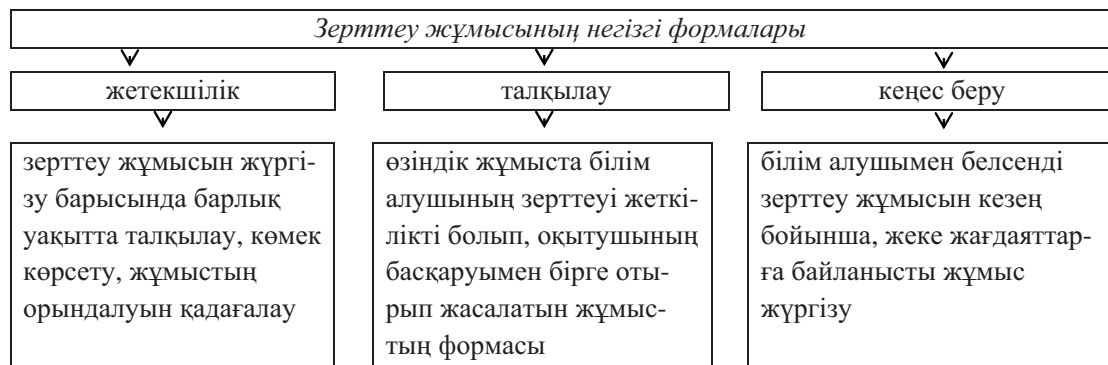 Зерттеу жұмысының негізгі формалары
жетекшілік
талқылау
кеңес беру
зерттеу жұмысын жүргі-
зу барысында барлық
уақытта талқылау, көмек
көрсету, жұмыстың
орындалуын қадағалау
өзіндік жұмыста білім
алушының зерттеуі жеткі-
лікті болып, оқытушының
басқаруымен бірге оты-
рып жасалатын жұмыс-
тың формасы
білім алушымен белсенді
зерттеу жұмысын кезең
бойынша, жеке жағдаяттар-
ға байланысты жұмыс
жүргізу